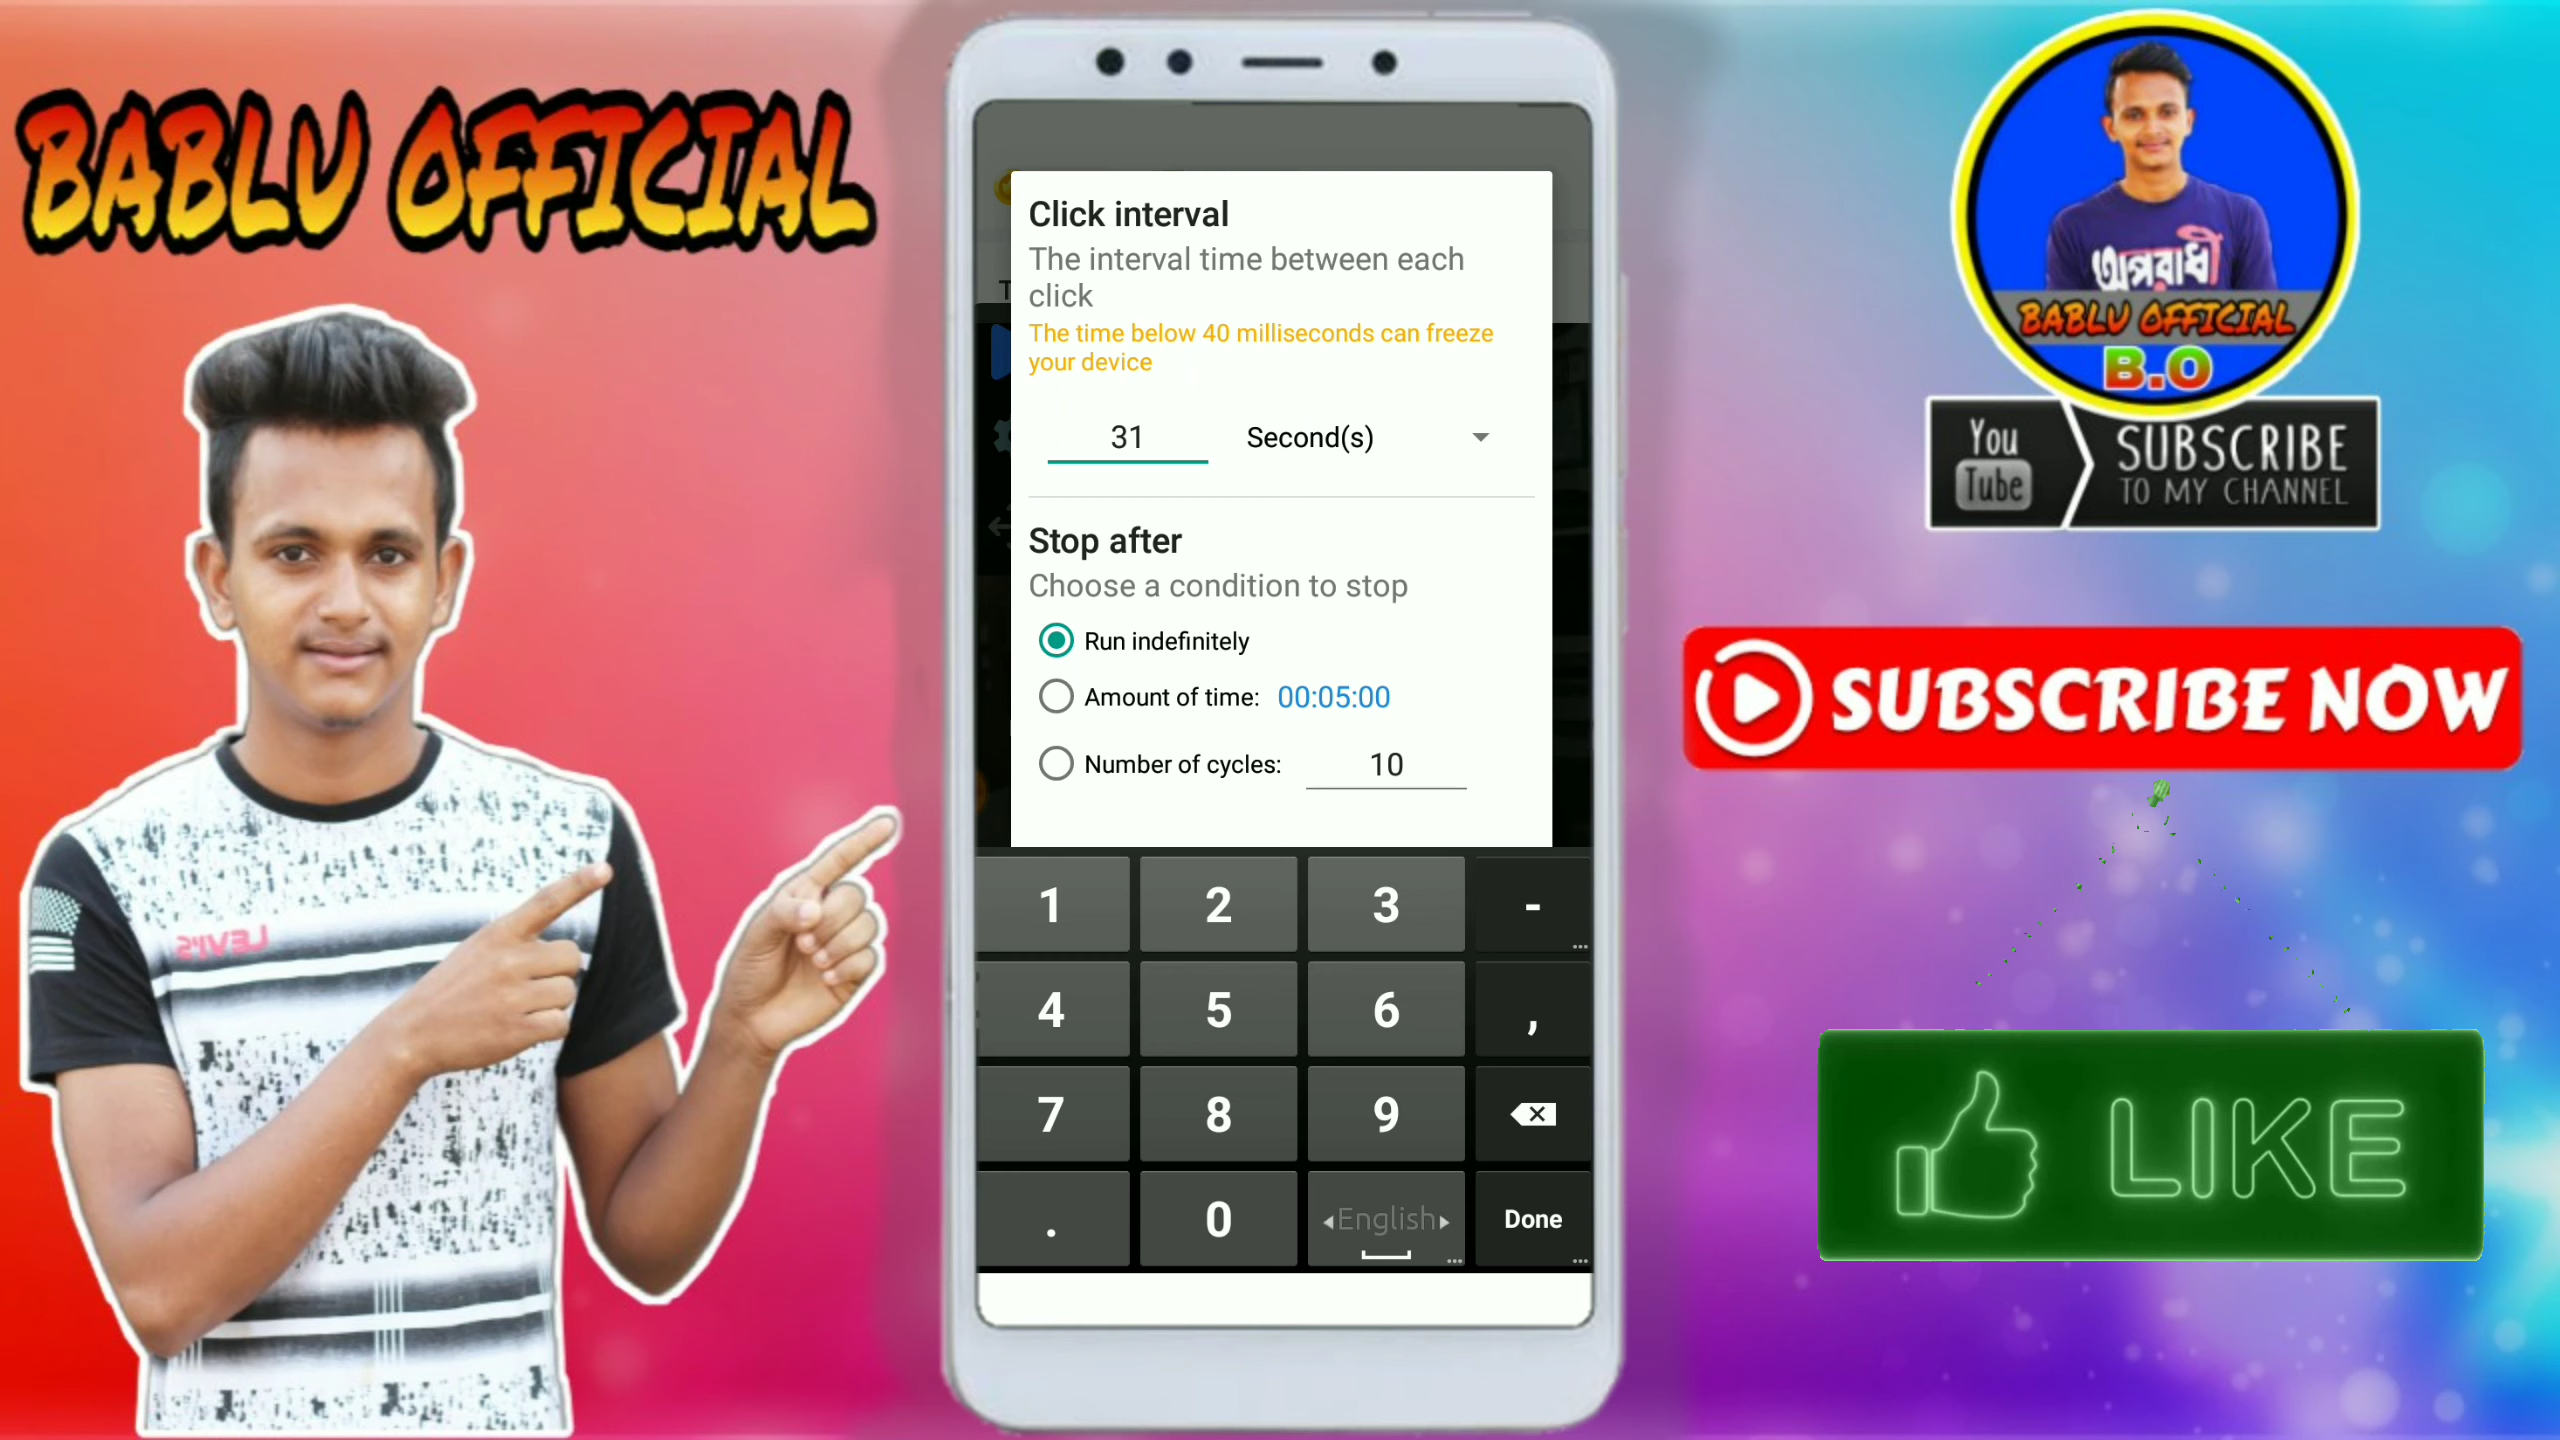 BABLU OFFICIAL
LEVI'S
Click interval
The interval time between each
click
The time below 40 milliseconds can freeze
your device
31 Second(s)
Stop after
Choose a condition to stop
Run indefinitely
Amount of time: 00:05:00
Number of cycles: 10
1 2 3 -
4 5 6 ,
7 8 9
. 0 English Done
অপরাধী
BABLU OFFICIAL
B.O
You
Tube
SUBSCRIBE
TO MY CHANNEL
SUBSCRIBE NOW
LIKE